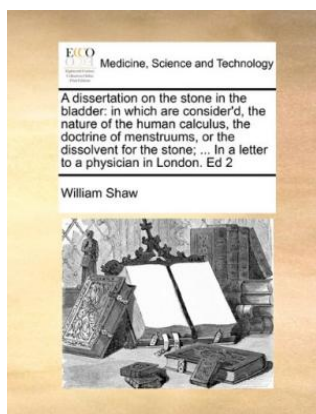 ECCO
Medicine, Science and Technology
A dissertation on the stone in the
bladder: in which are consider'd, the
nature of the human calculus, the
doctrine of menstruums, or the
dissolvent for the stone; ... In a letter
to a physician in London. Ed 2
William Shaw